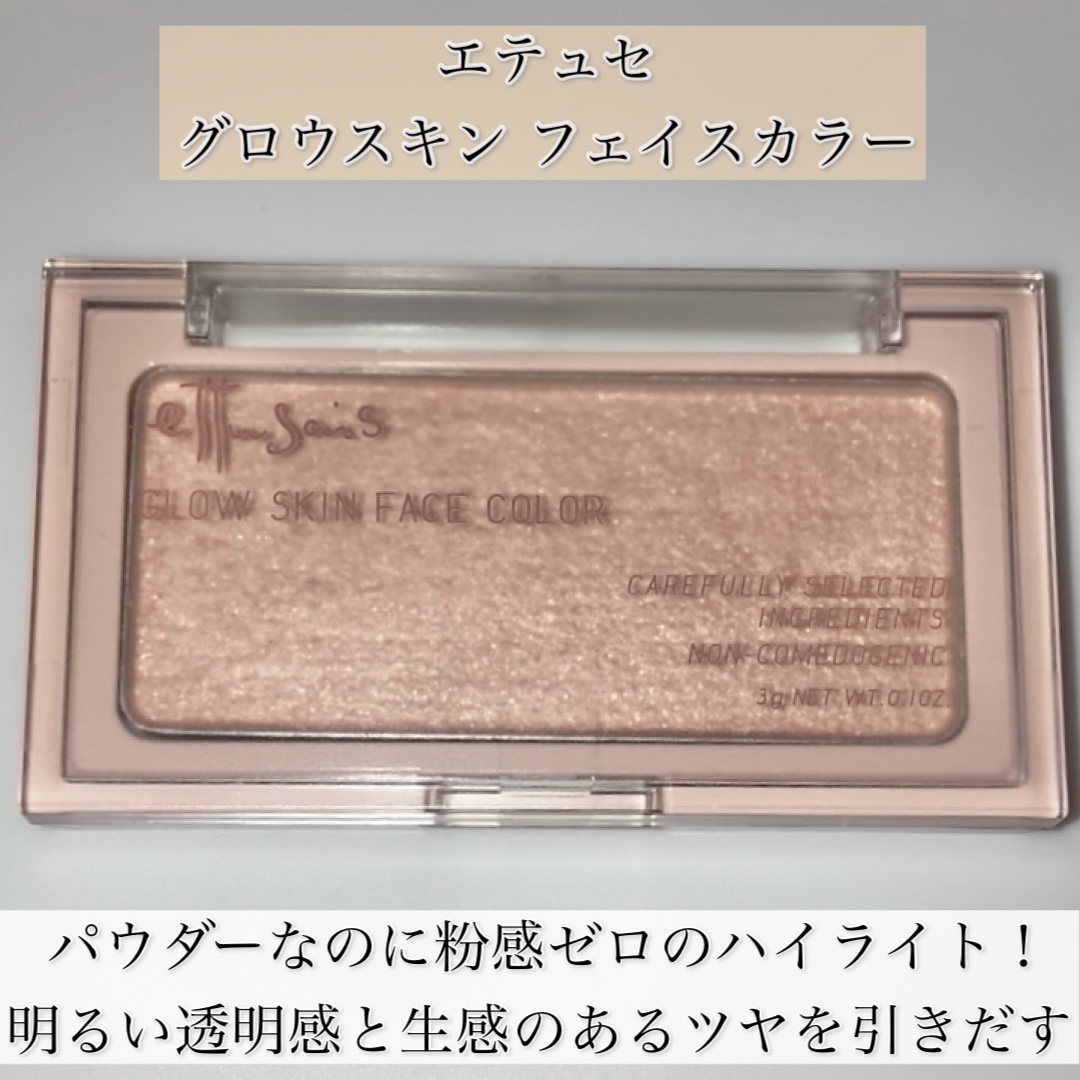 エテュセ
グロウスキン フェイスカラー
ettusais
GLOW SKIN FACE COLOR
CAREFULLY SELECTED
INGREDIENTS
NON-COMEDOGENIC
3g NET WT.0.1OZ.
パウダーなのに粉感ゼロのハイライト！
明るい透明感と生感のあるツヤを引きだす